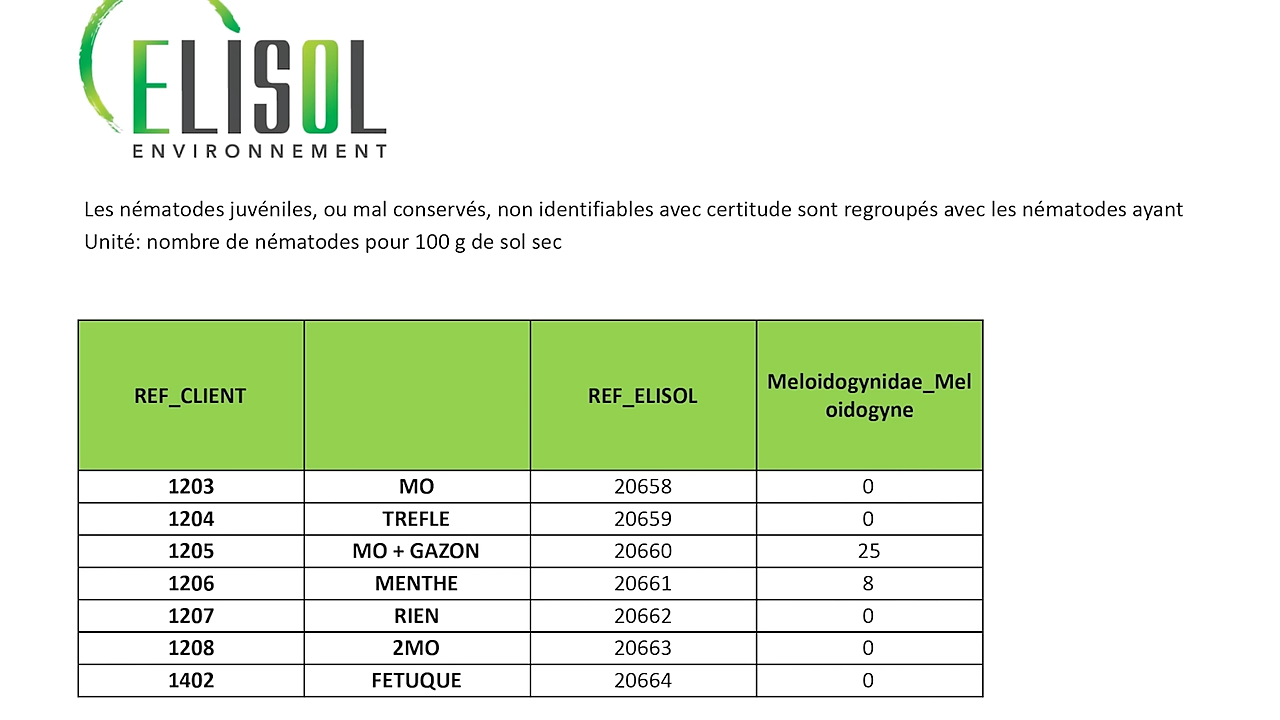 ELISOL
ENVIRONNEMENT
Les nématodes juvéniles, ou mal conservés, non identifiables avec certitude sont regroupés avec les nématodes ayant
Unité: nombre de nématodes pour 100 g de sol sec
REF_CLIENT REF_ELISOL Meloidogynidae_Mel
oidogyne
1203 MO 20658 0
1204 TREFLE 20659 0
1205 MO + GAZON 20660 25
1206 MENTHE 20661 8
1207 RIEN 20662 0
1208 2MO 20663 0
1402 FETUQUE 20664 0